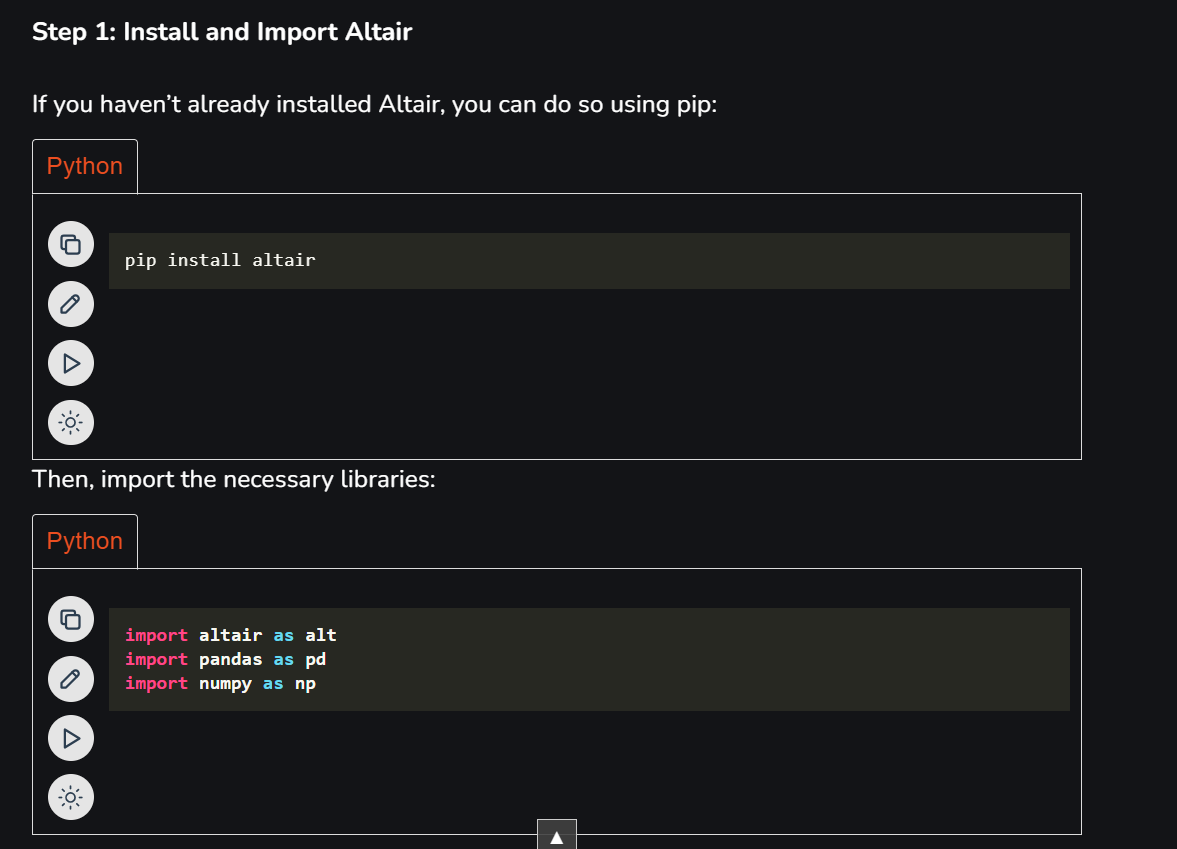 Step 1: Install and Import Altair
If you haven’t already installed Altair, you can do so using pip:
Python
pip install altair
Then, import the necessary libraries:
Python
import altair as alt
import pandas as pd
import numpy as np